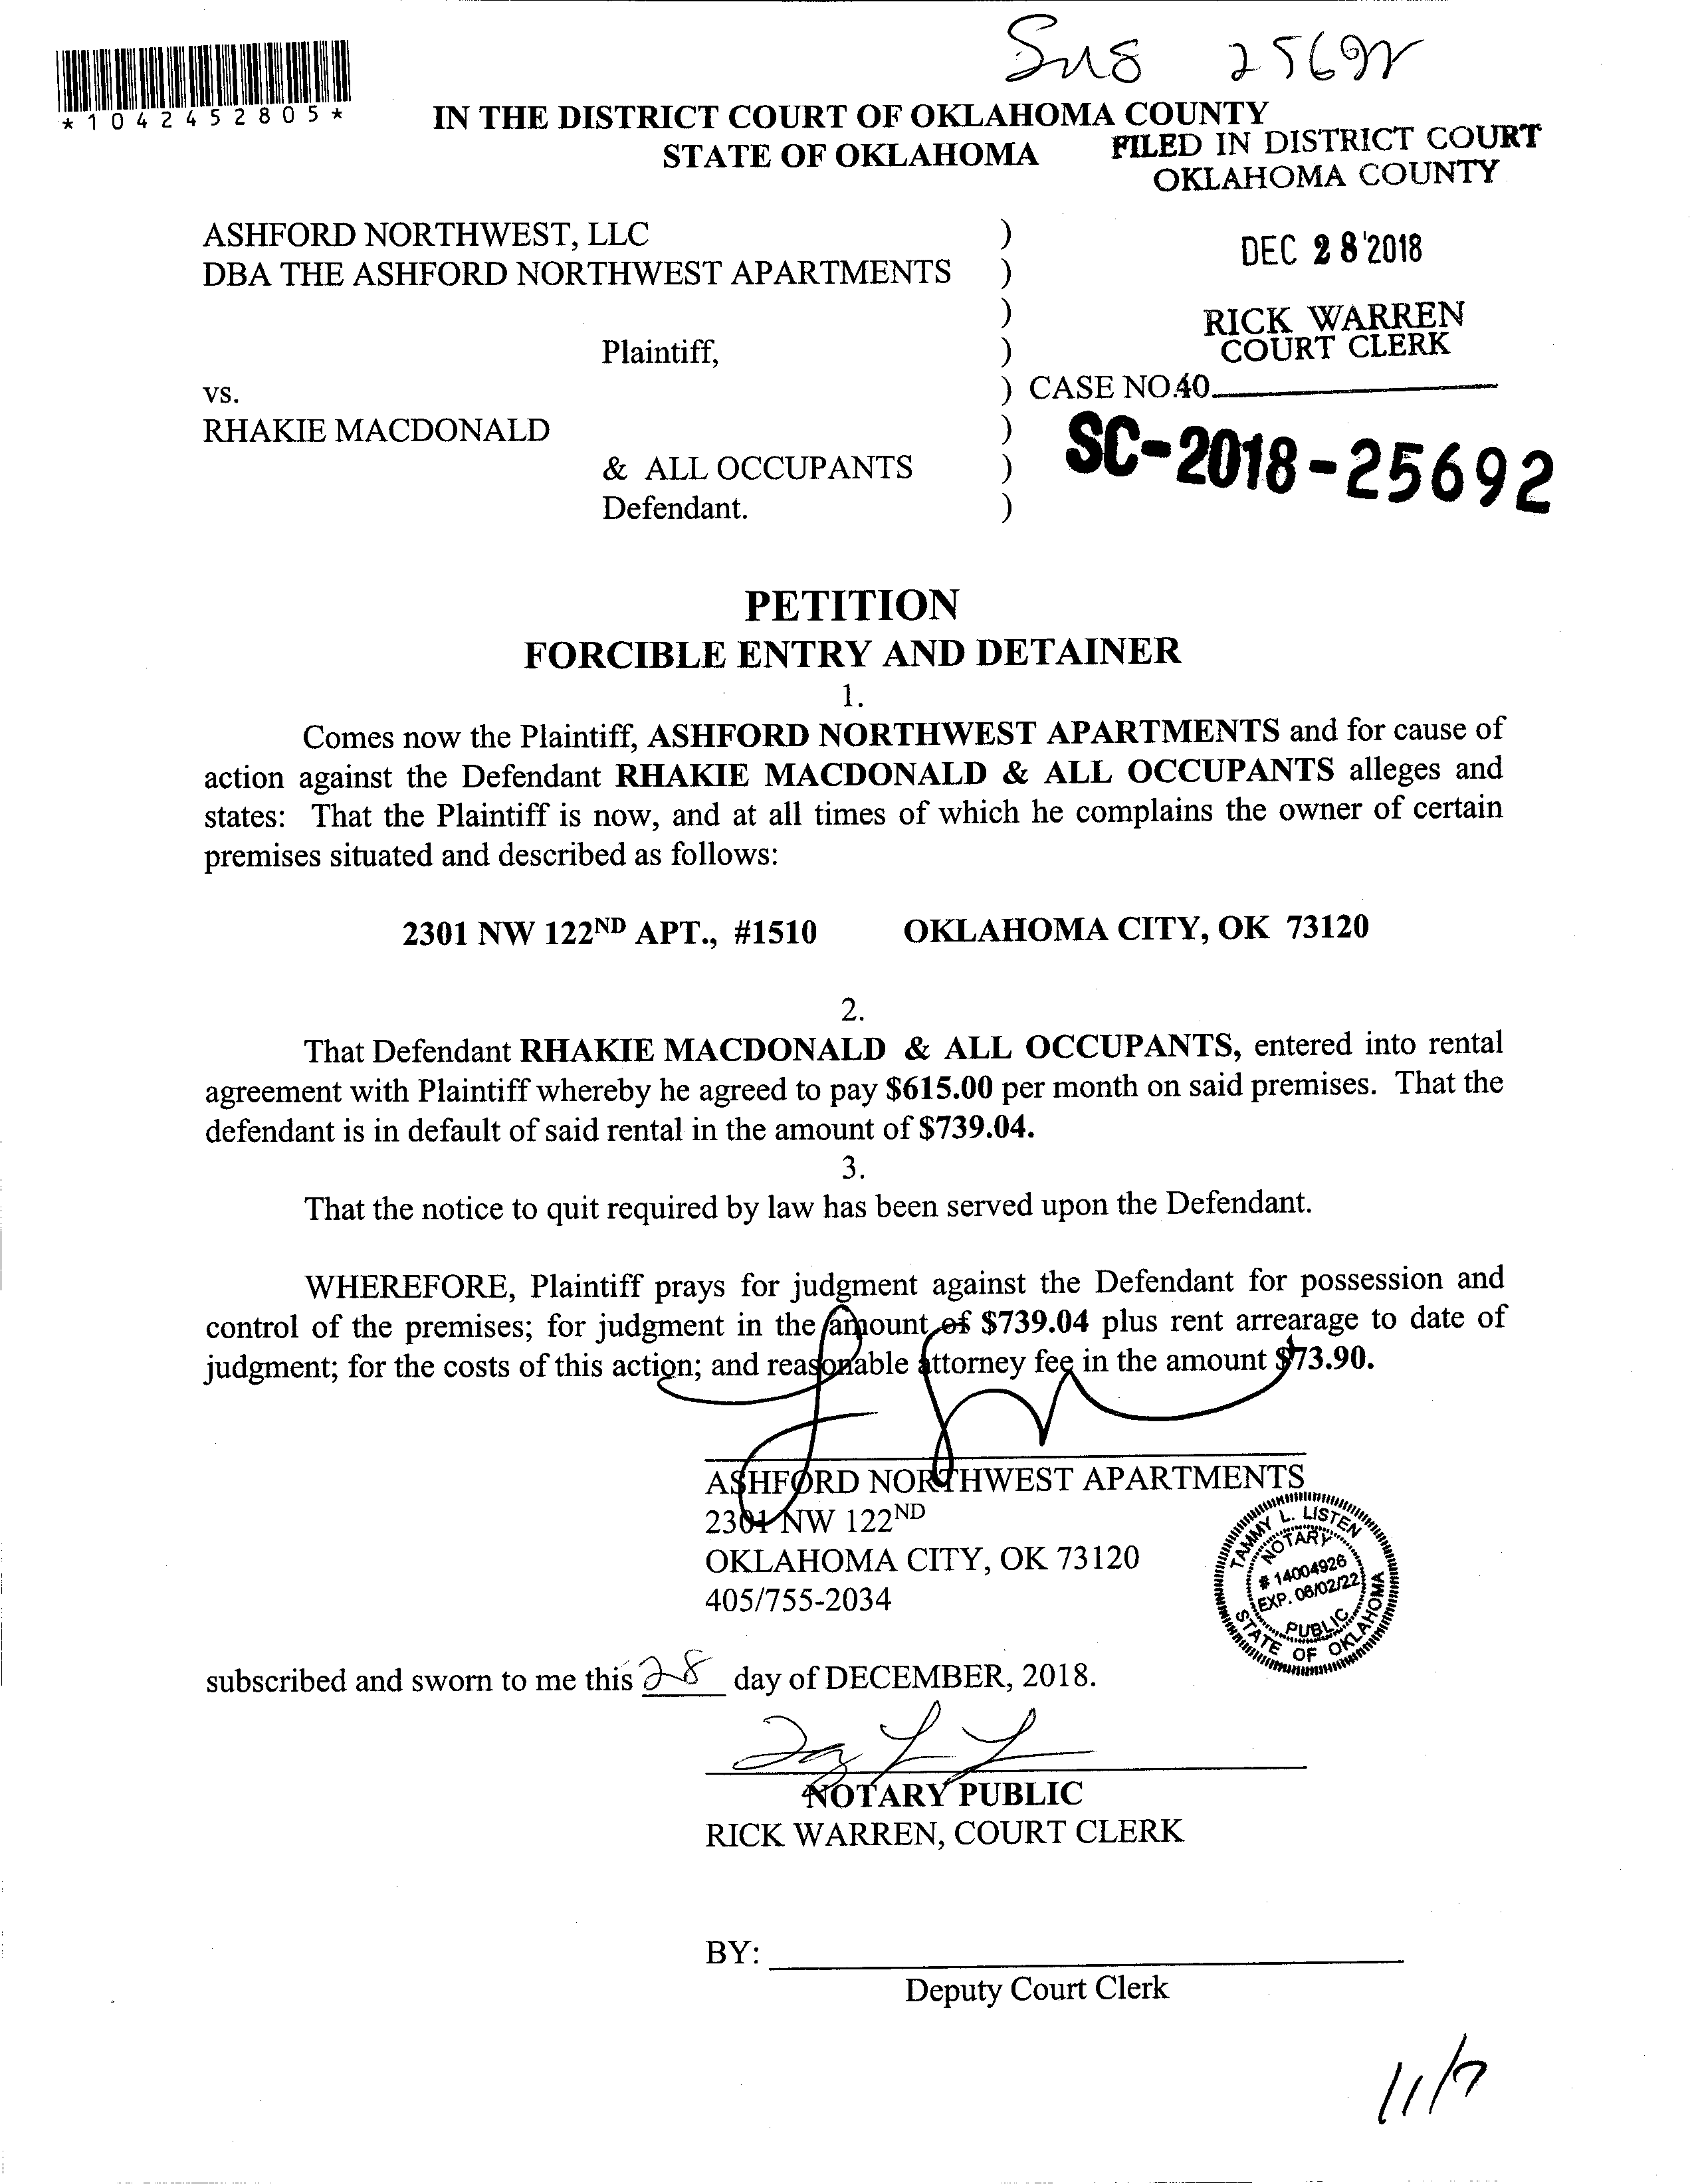 Sm8 25692
*1042452805*
IN THE DISTRICT COURT OF OKLAHOMA COUNTY
STATE OF OKLAHOMA
FILED IN DISTRICT COURT
OKLAHOMA COUNTY
ASHFORD NORTHWEST, LLC )
DBA THE ASHFORD NORTHWEST APARTMENTS )
DEC 28 2018
)
RICK WARREN
COURT CLERK
Plaintiff, )
vs. ) CASE NO.40
RHAKIE MACDONALD )
SC-2018-25692
& ALL OCCUPANTS )
Defendant. )
PETITION
FORCIBLE ENTRY AND DETAINER
1.
Comes now the Plaintiff, ASHFORD NORTHWEST APARTMENTS and for cause of
action against the Defendant RHAKIE MACDONALD & ALL OCCUPANTS alleges and
states: That the Plaintiff is now, and at all times of which he complains the owner of certain
premises situated and described as follows:
2301 NW 122ND APT., #1510 OKLAHOMA CITY, OK 73120
2.
That Defendant RHAKIE MACDONALD & ALL OCCUPANTS, entered into rental
agreement with Plaintiff whereby he agreed to pay $615.00 per month on said premises. That the
defendant is in default of said rental in the amount of $739.04.
3.
That the notice to quit required by law has been served upon the Defendant.
WHEREFORE, Plaintiff prays for judgment against the Defendant for possession and
control of the premises; for judgment in the amount of $739.04 plus rent arrearage to date of
judgment; for the costs of this action; and reasonable attorney fee in the amount $73.90.
ASHFORD NORTHWEST APARTMENTS
2301 NW 122ND
OKLAHOMA CITY, OK 73120
405/755-2034
TAMMY L. LISTEN
NOTARY
# 14004926
EXP. 06/02/22
PUBLIC
STATE OF OKLAHOMA
subscribed and sworn to me this 28 day of DECEMBER, 2018.
NOTARY PUBLIC
RICK WARREN, COURT CLERK
BY:
Deputy Court Clerk
11/7